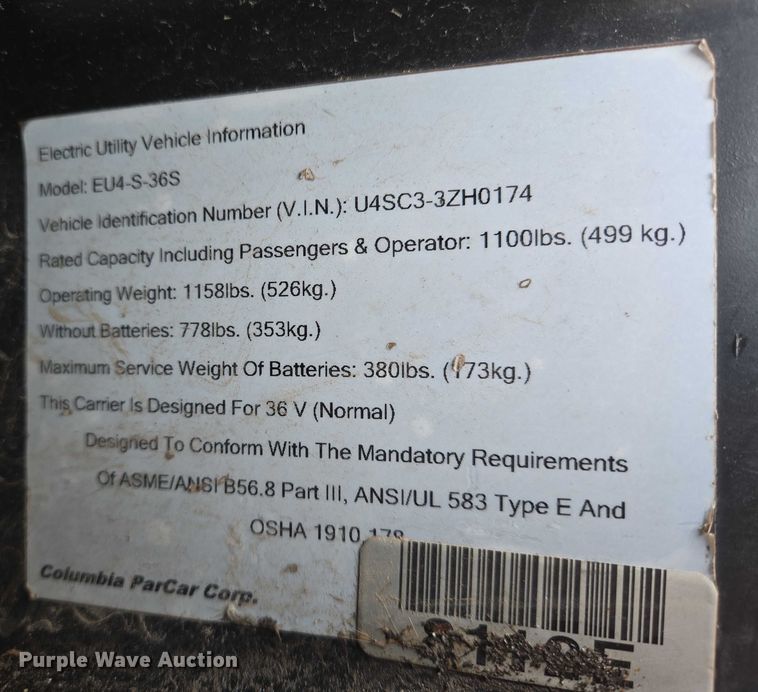 Electric Utility Vehicle Information
Model: EU4-S-36S
Vehicle Identification Number (V.I.N.): U4SC3-3ZH0174
Rated Capacity Including Passengers & Operator: 1100lbs. (499 kg.)
Operating Weight: 1158lbs. (526kg.)
Without Batteries: 778lbs. (353kg.)
Maximum Service Weight Of Batteries: 380lbs. (173kg.)
This Carrier Is Designed For 36 V (Normal)
Designed To Conform With The Mandatory Requirements
Of ASME/ANSI B56.8 Part III, ANSI/UL 583 Type E And
OSHA 1910.178
Columbia ParCar Corp.
Purple Wave Auction